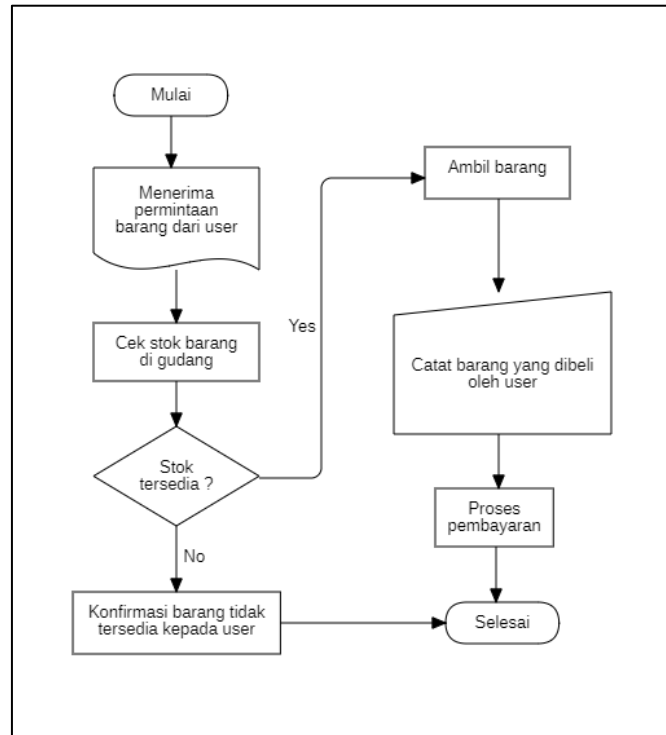 Mulai
Menerima
permintaan
barang dari user
Cek stok barang
di gudang
Stok
tersedia ?
No
Konfirmasi barang tidak
tersedia kepada user
Yes
Ambil barang
Catat barang yang dibeli
oleh user
Proses
pembayaran
Selesai